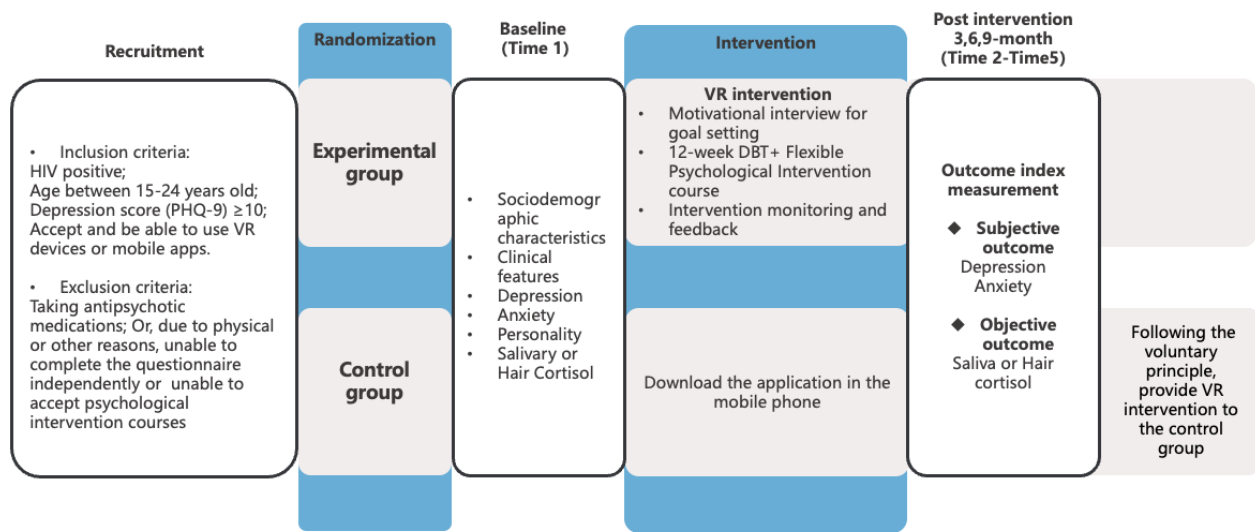 Recruitment
• Inclusion criteria:
HIV positive;
Age between 15-24 years old;
Depression score (PHQ-9) ≥10;
Accept and be able to use VR
devices or mobile apps.
• Exclusion criteria:
Taking antipsychotic
medications; Or, due to physical
or other reasons, unable to
complete the questionnaire
independently or unable to
accept psychological
intervention courses
Randomization
Experimental
group
Control
group
Baseline
(Time 1)
• Sociodemogr
aphic
characteristics
• Clinical
features
• Depression
• Anxiety
• Personality
• Salivary or
Hair Cortisol
Intervention
VR intervention
• Motivational interview for
goal setting
• 12-week DBT+ Flexible
Psychological Intervention
course
• Intervention monitoring and
feedback
Download the application in the
mobile phone
Post intervention
3,6,9-month
(Time 2-Time5)
Outcome index
measurement
◆ Subjective
outcome
Depression
Anxiety
◆ Objective
outcome
Saliva or Hair
cortisol
Following the
voluntary
principle,
provide VR
intervention to
the control
group